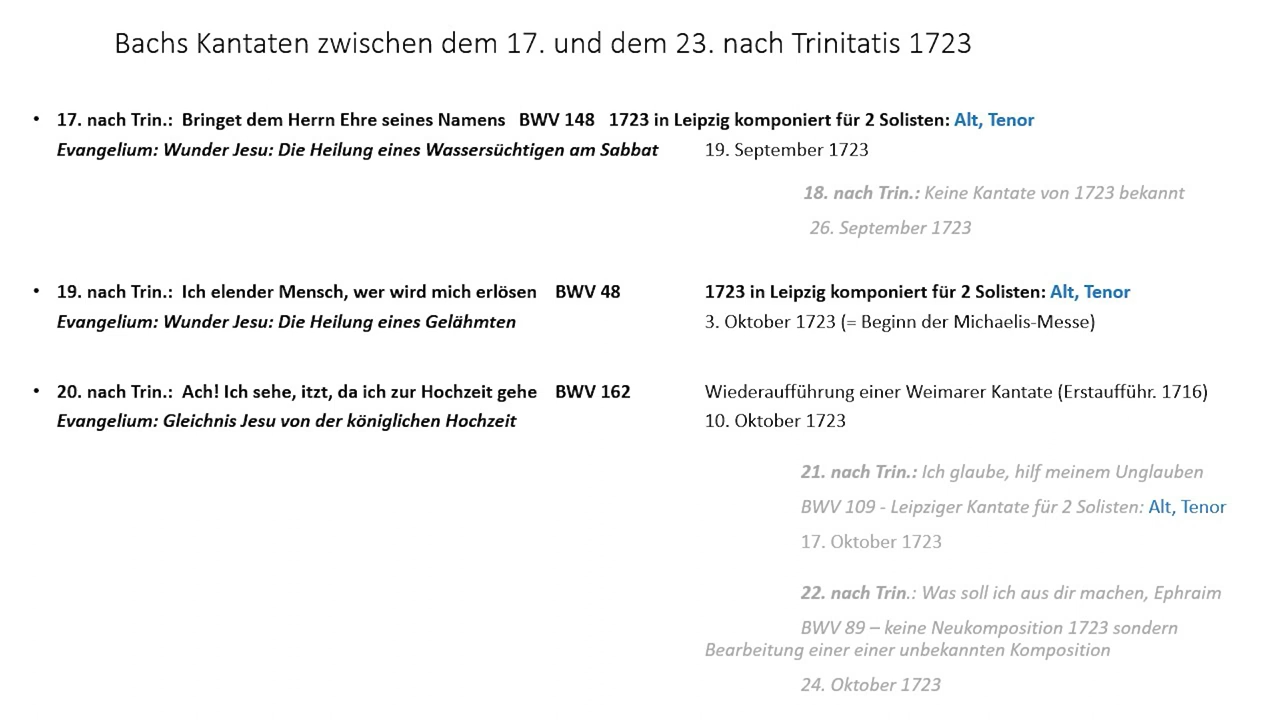 Bachs Kantaten zwischen dem 17. und dem 23. nach Trinitatis 1723
• 17. nach Trin.: Bringet dem Herrn Ehre seines Namens BWV 148 1723 in Leipzig komponiert für 2 Solisten: Alt, Tenor
Evangelium: Wunder Jesu: Die Heilung eines Wassersüchtigen am Sabbat 19. September 1723
18. nach Trin.: Keine Kantate von 1723 bekannt
26. September 1723
• 19. nach Trin.: Ich elender Mensch, wer wird mich erlösen BWV 48 1723 in Leipzig komponiert für 2 Solisten: Alt, Tenor
Evangelium: Wunder Jesu: Die Heilung eines Gelähmten 3. Oktober 1723 (= Beginn der Michaelis-Messe)
• 20. nach Trin.: Ach! Ich sehe, itzt, da ich zur Hochzeit gehe BWV 162 Wiederaufführung einer Weimarer Kantate (Erstaufführ. 1716)
Evangelium: Gleichnis Jesu von der königlichen Hochzeit 10. Oktober 1723
21. nach Trin.: Ich glaube, hilf meinem Unglauben
BWV 109 - Leipziger Kantate für 2 Solisten: Alt, Tenor
17. Oktober 1723
22. nach Trin.: Was soll ich aus dir machen, Ephraim
BWV 89 – keine Neukomposition 1723 sondern
Bearbeitung einer einer unbekannten Komposition
24. Oktober 1723